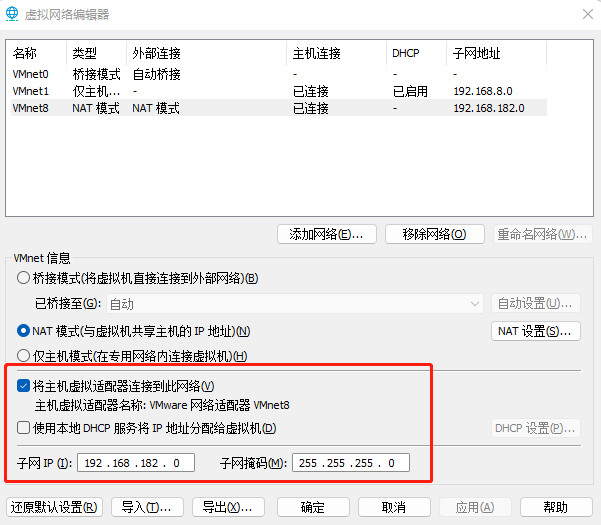 虚拟网络编辑器
名称 类型 外部连接 主机连接 DHCP 子网地址
VMnet0 桥接模式 自动桥接 - - -
VMnet1 仅主机... - 已连接 已启用 192.168.8.0
VMnet8 NAT 模式 NAT 模式 已连接 - 192.168.182.0
添加网络(E)... 移除网络(O) 重命名网络(W)...
VMnet 信息
桥接模式(将虚拟机直接连接到外部网络)(B)
已桥接至(G): 自动 自动设置(U)...
NAT 模式(与虚拟机共享主机的 IP 地址)(N) NAT 设置(S)...
仅主机模式(在专用网络内连接虚拟机)(H)
将主机虚拟适配器连接到此网络(V)
主机虚拟适配器名称: VMware 网络适配器 VMnet8
使用本地 DHCP 服务将 IP 地址分配给虚拟机(D) DHCP 设置(P)...
子网 IP (I): 192 .168 .182 . 0 子网掩码(M): 255 .255 .255 . 0
还原默认设置(R) 导入(T)... 导出(X)... 确定 取消 应用(A) 帮助